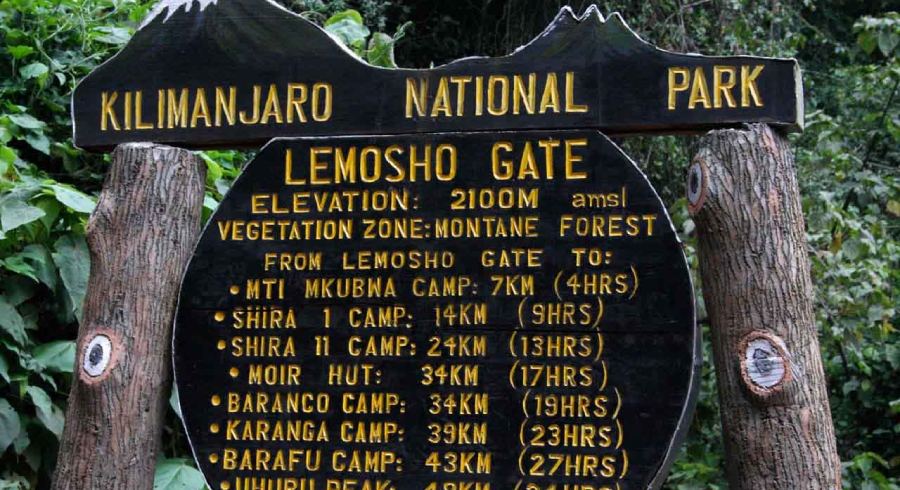 KILIMANJARO NATIONAL PARK
LEMOSHO GATE
ELEVATION: 2100M amsl
VEGETATION ZONE: MONTANE FOREST
FROM LEMOSHO GATE TO:
• MTI MKUBWA CAMP: 7KM (4HRS)
• SHIRA 1 CAMP: 14KM (9HRS)
• SHIRA 11 CAMP: 24KM (13HRS)
• MOIR HUT: 34KM (17HRS)
• BARANCO CAMP: 34KM (19HRS)
• KARANGA CAMP: 39KM (23HRS)
• BARAFU CAMP: 43KM (27HRS)
• UHURU PEAK: